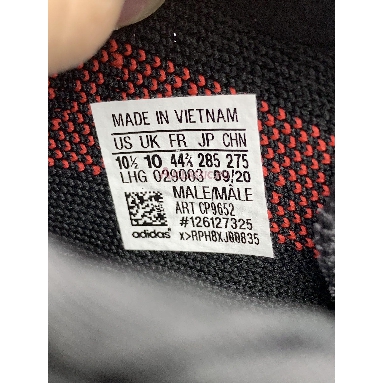 MADE IN VIETNAM
US UK FR JP CHN
10½ 10 44⅔ 285 275
LHG 029003 09/20
MALE/MÂLE
ART CP9652
#126127325
adidas® x>RPH8XJ00835